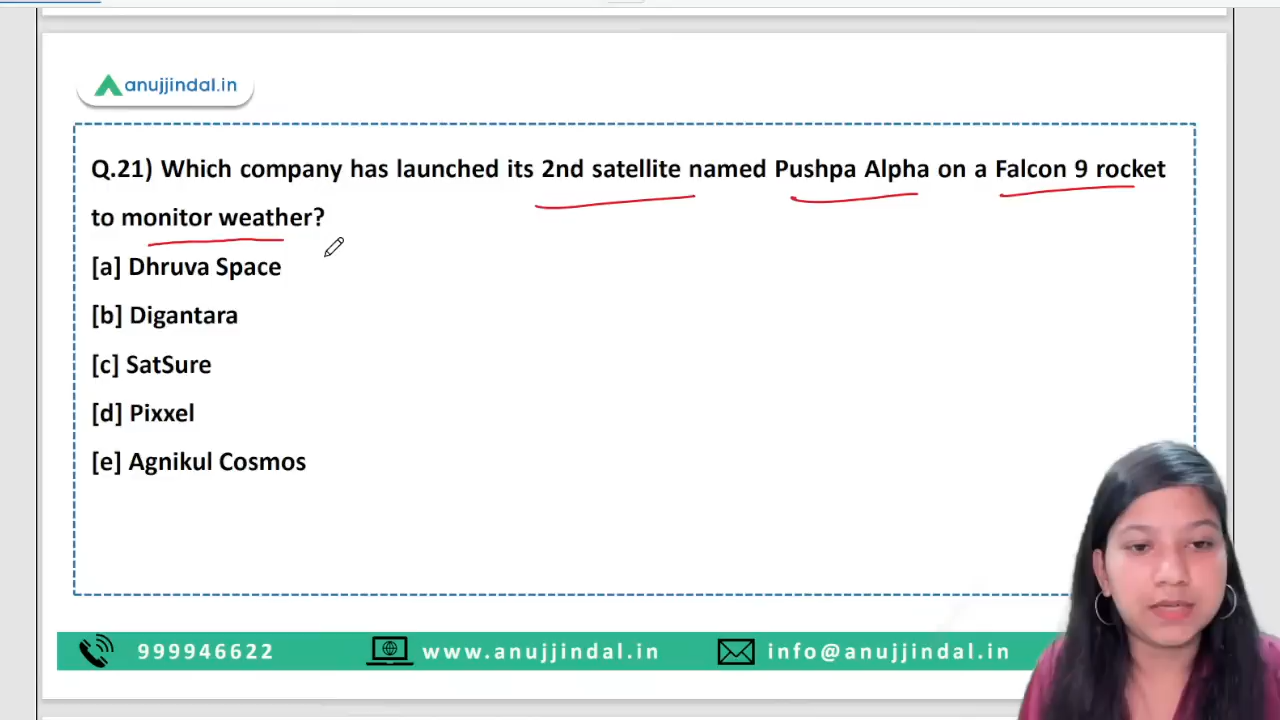 anujjindal.in
Q.21) Which company has launched its 2nd satellite named Pushpa Alpha on a Falcon 9 rocket
to monitor weather?
[a] Dhruva Space
[b] Digantara
[c] SatSure
[d] Pixxel
[e] Agnikul Cosmos
999946622 www.anujjindal.in info@anujjindal.in